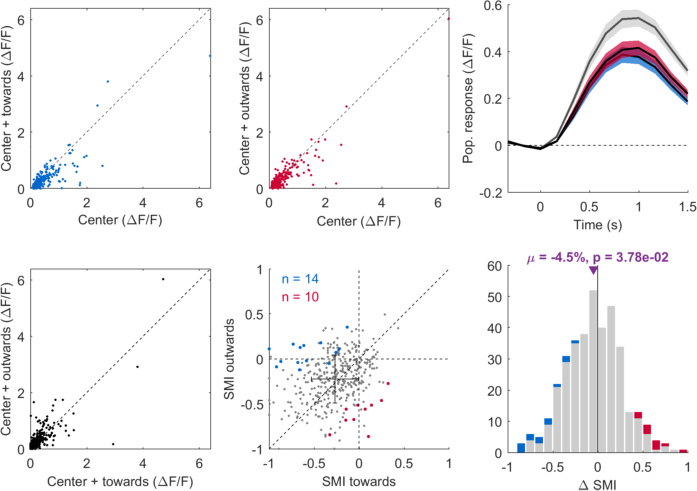 Center + towards (ΔF/F)
6
4
2
0
0 2 4 6
Center (ΔF/F)
Center + outwards (ΔF/F)
6
4
2
0
0 2 4 6
Center (ΔF/F)
Pop. response (ΔF/F)
0.6
0.4
0.2
0
-0.2
0 0.5 1 1.5
Time (s)
Center + outwards (ΔF/F)
6
4
2
0
0 2 4 6
Center + towards (ΔF/F)
SMI outwards
1
0.5
0
-0.5
-1
n = 14
n = 10
-1 -0.5 0 0.5 1
SMI towards
μ = -4.5%, p = 3.78e-02
60
50
40
30
20
10
0
-1 -0.5 0 0.5 1
Δ SMI